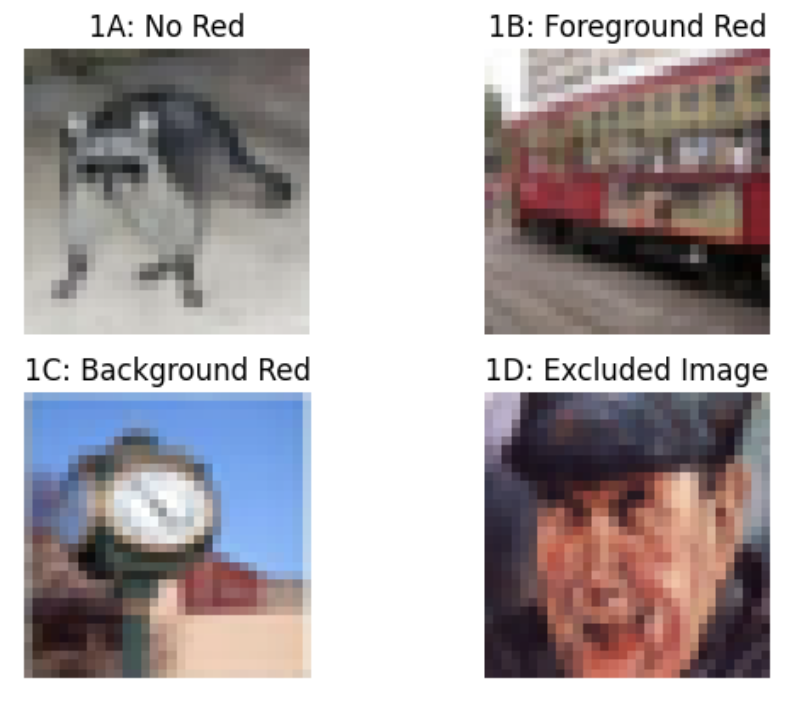 1A: No Red
1B: Foreground Red
1C: Background Red
1D: Excluded Image